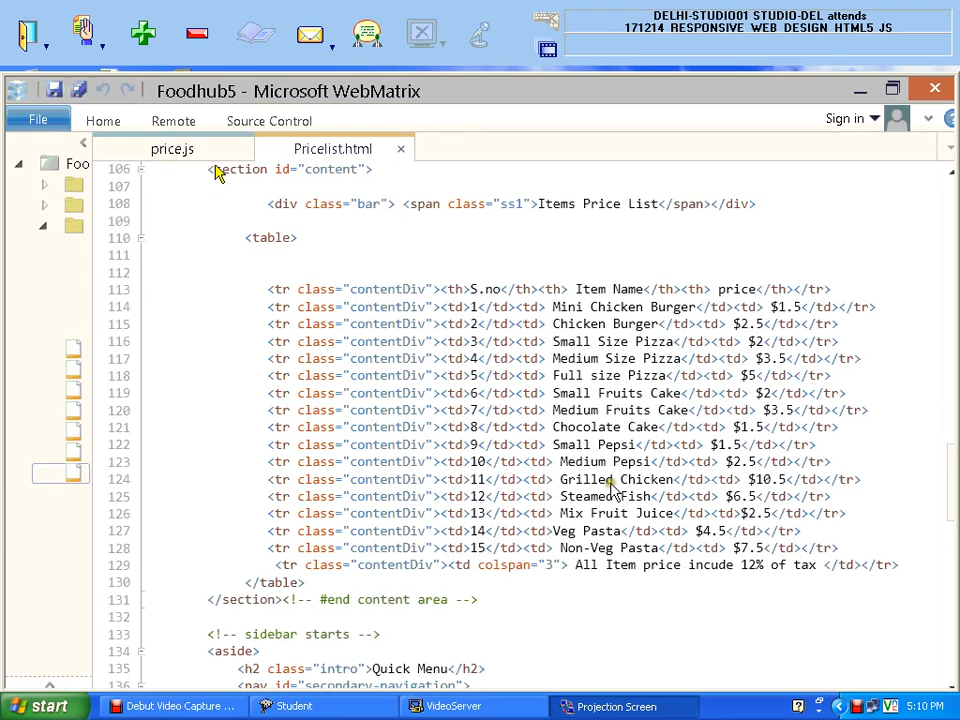 DELHI-STUDIO01 STUDIO-DEL attends
171214 RESPONSIVE WEB DESIGN HTML5 JS
Foodhub5 - Microsoft WebMatrix
File Home Remote Source Control Sign in
price.js Pricelist.html
Foo
106 <section id="content">
107
108 <div class="bar"> <span class="ss1">Items Price List</span></div>
109
110 <table>
111
112
113 <tr class="contentDiv"><th>S.no</th><th> Item Name</th><th> price</th></tr>
114 <tr class="contentDiv"><td>1</td><td> Mini Chicken Burger</td><td> $1.5</td></tr>
115 <tr class="contentDiv"><td>2</td><td> Chicken Burger</td><td> $2.5</td></tr>
116 <tr class="contentDiv"><td>3</td><td> Small Size Pizza</td><td> $2</td></tr>
117 <tr class="contentDiv"><td>4</td><td> Medium Size Pizza</td><td> $3.5</td></tr>
118 <tr class="contentDiv"><td>5</td><td> Full size Pizza</td><td> $5</td></tr>
119 <tr class="contentDiv"><td>6</td><td> Small Fruits Cake</td><td> $2</td></tr>
120 <tr class="contentDiv"><td>7</td><td> Medium Fruits Cake</td><td> $3.5</td></tr>
121 <tr class="contentDiv"><td>8</td><td> Chocolate Cake</td><td> $1.5</td></tr>
122 <tr class="contentDiv"><td>9</td><td> Small Pepsi</td><td> $1.5</td></tr>
123 <tr class="contentDiv"><td>10</td><td> Medium Pepsi</td><td> $2.5</td></tr>
124 <tr class="contentDiv"><td>11</td><td> Grilled Chicken</td><td> $10.5</td></tr>
125 <tr class="contentDiv"><td>12</td><td> Steamed Fish</td><td> $6.5</td></tr>
126 <tr class="contentDiv"><td>13</td><td> Mix Fruit Juice</td><td>$2.5</td></tr>
127 <tr class="contentDiv"><td>14</td><td>Veg Pasta</td><td> $4.5</td></tr>
128 <tr class="contentDiv"><td>15</td><td> Non-Veg Pasta</td><td> $7.5</td></tr>
129 <tr class="contentDiv"><td colspan="3"> All Item price incude 12% of tax </td></tr>
130 </table>
131 </section><!-- #end content area -->
132
133 <!-- sidebar starts -->
134 <aside>
135 <h2 class="intro">Quick Menu</h2>
136 <nav id="secondary-navigation">
start Debut Video Capture ... Student VideoServer Projection Screen 5:10 PM